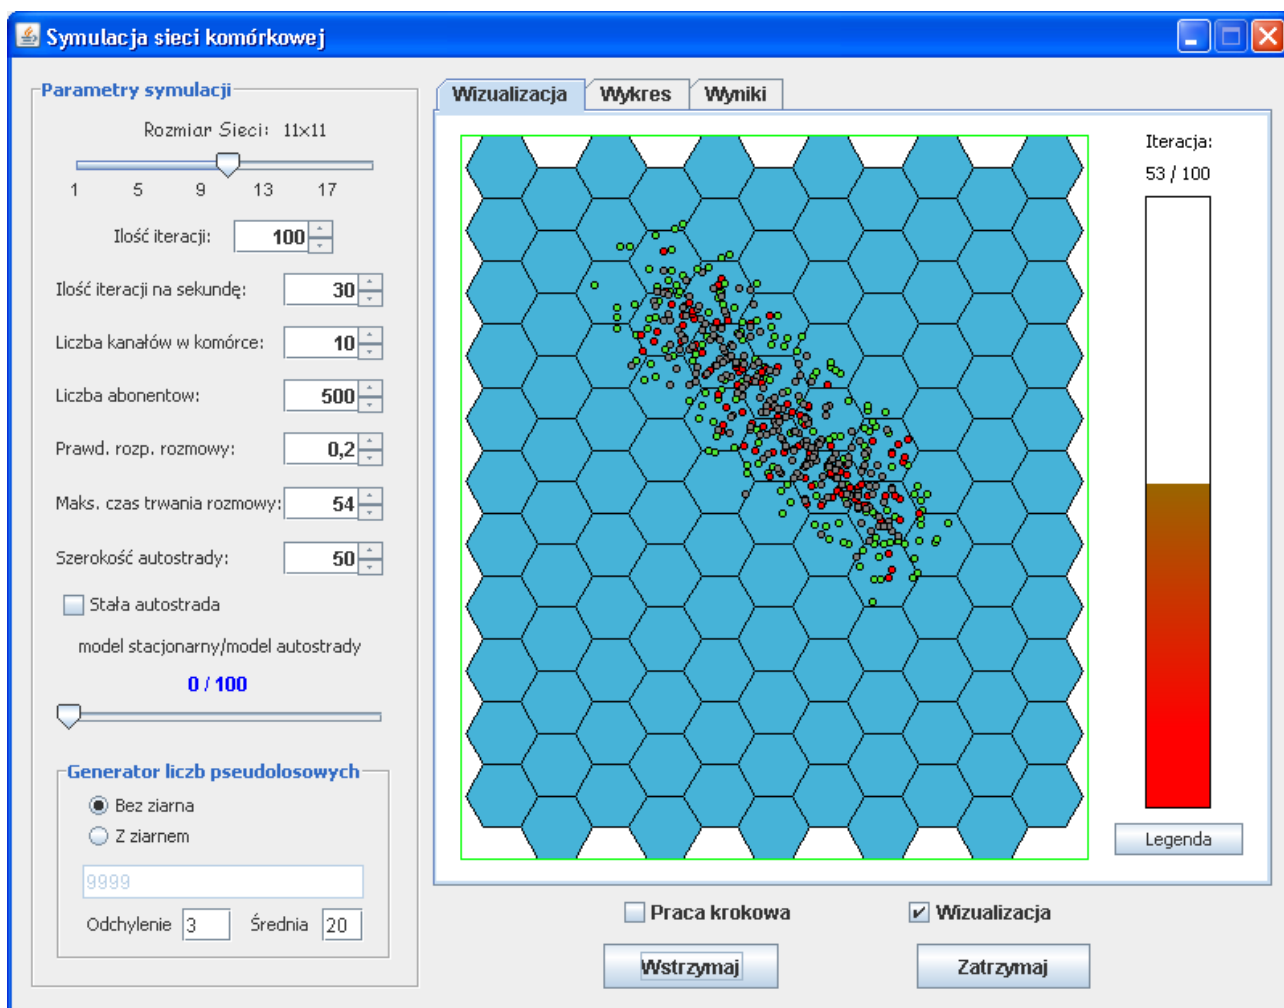 Symulacja sieci komórkowej
Parametry symulacji
Rozmiar Sieci: 11x11
1 5 9 13 17
Ilość iteracji: 100
Ilość iteracji na sekundę: 30
Liczba kanałów w komórce: 10
Liczba abonentow: 500
Prawd. rozp. rozmowy: 0,2
Maks. czas trwania rozmowy: 54
Szerokość autostrady: 50
Stała autostrada
model stacjonarny/model autostrady
0 / 100
Generator liczb pseudolosowych
Bez ziarna
Z ziarnem
9999
Odchylenie 3 Średnia 20
Wizualizacja Wykres Wyniki
Iteracja:
53 / 100
Legenda
Praca krokowa Wizualizacja
Wstrzymaj Zatrzymaj